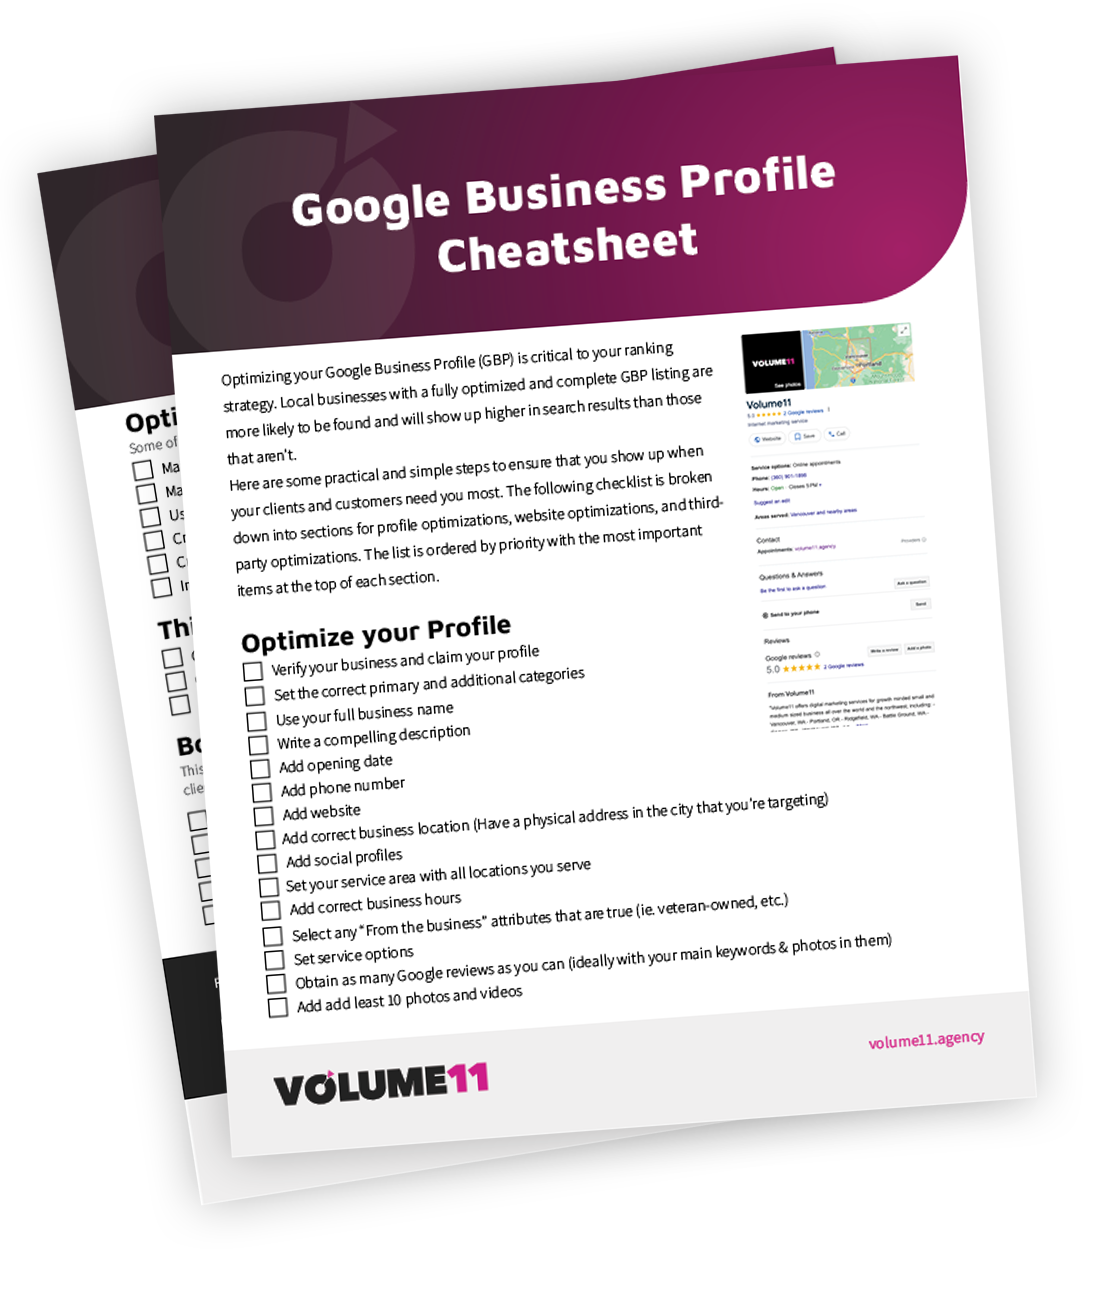 Google Business Profile
Cheatsheet
Optimizing your Google Business Profile (GBP) is critical to your ranking
strategy. Local businesses with a fully optimized and complete GBP listing are
more likely to be found and will show up higher in search results than those
that aren't.
Here are some practical and simple steps to ensure that you show up when
your clients and customers need you most. The following checklist is broken
down into sections for profile optimizations, website optimizations, and third-
party optimizations. The list is ordered by priority with the most important
items at the top of each section.
Optimize your Profile
Verify your business and claim your profile
Set the correct primary and additional categories
Use your full business name
Write a compelling description
Add opening date
Add phone number
Add website
Add correct business location (Have a physical address in the city that you're targeting)
Add social profiles
Set your service area with all locations you serve
Add correct business hours
Select any “From the business” attributes that are true (ie. veteran-owned, etc.)
Set service options
Obtain as many Google reviews as you can (ideally with your main keywords & photos in them)
Add add least 10 photos and videos
VOLUME11
See photos
Portland
Volume11
5.0 2 Google reviews
Internet marketing service
Website Save Call
Service options: Online appointments
Phone: (360) 901-1898
Hours: Open · Closes 5 PM
Suggest an edit
Areas served: Vancouver and nearby areas
Contact
Appointments: volume11.agency
Providers
Questions & Answers
Be the first to ask a question
Ask a question
Send to your phone
Send
Reviews
Google reviews
Write a review Add a photo
5.0 2 Google reviews
From Volume11
"Volume11 offers digital marketing services for growth minded small and
medium sized business all over the world and the northwest, including -
Vancouver, WA - Portland, OR - Ridgefield, WA - Battle Ground, WA -
VOLUME11
volume11.agency
Opti
Some of
Ma
Ma
Us
Cr
C
In
Thi
Bo
This
clie